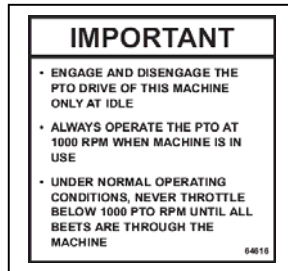 IMPORTANT
• ENGAGE AND DISENGAGE THE
PTO DRIVE OF THIS MACHINE
ONLY AT IDLE
• ALWAYS OPERATE THE PTO AT
1000 RPM WHEN MACHINE IS IN
USE
• UNDER NORMAL OPERATING
CONDITIONS, NEVER THROTTLE
BELOW 1000 PTO RPM UNTIL ALL
BEETS ARE THROUGH THE
MACHINE
64616